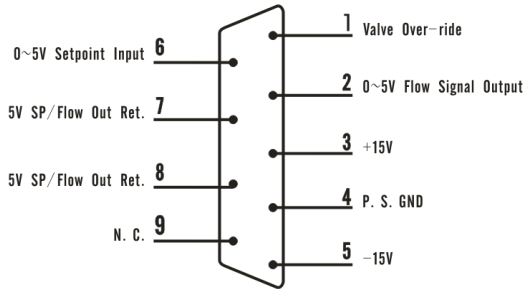 1 Valve Over-ride
6 0~5V Setpoint Input
2 0~5V Flow Signal Output
7 5V SP/Flow Out Ret.
3 +15V
8 5V SP/Flow Out Ret.
4 P. S. GND
9 N. C.
5 -15V